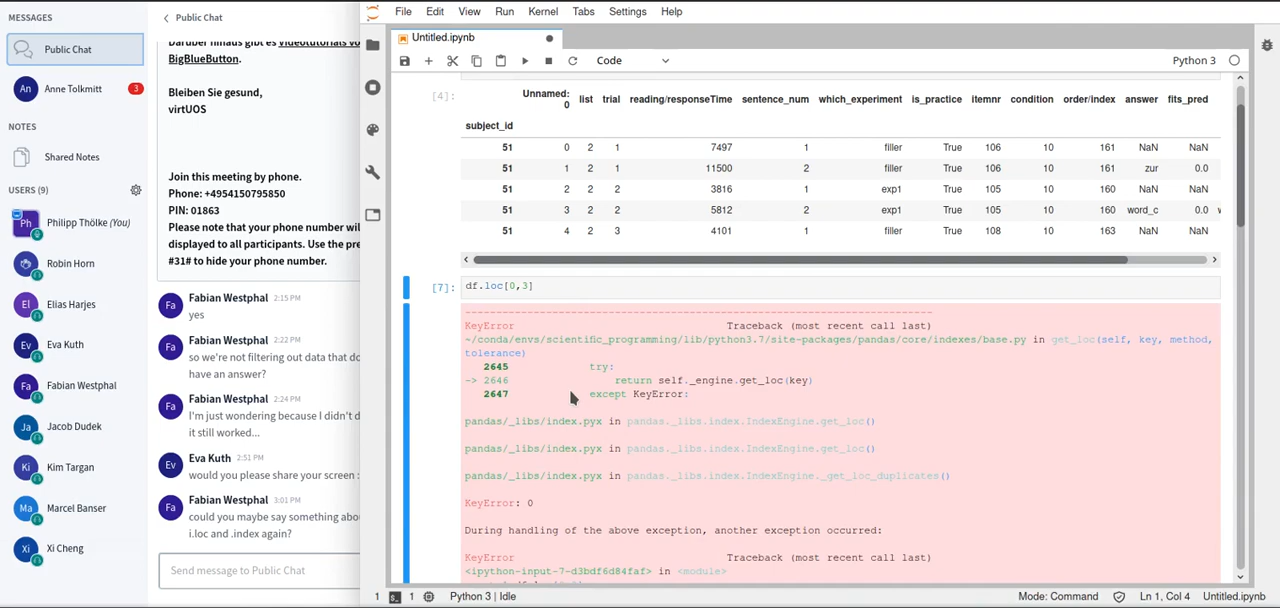 MESSAGES
Public Chat
Anne Tolmkitt
3
NOTES
Shared Notes
USERS (9)
Ph
Philipp Thölke (You)
Robin Horn
El
Elias Harjes
Ev
Eva Kuth
Fa
Fabian Westphal
Ja
Jacob Dudek
Ki
Kim Targan
Ma
Marcel Banser
Xi
Xi Cheng
An
Public Chat
Darüber hinaus gibt es Videotutorials
BigBlueButton.
Bleiben Sie gesund,
virtUOS
Join this meeting by phone.
Phone: +4954150795850
PIN: 01863
Please note that your phone number wil
displayed to all participants. Use the pre
#31# to hide your phone number.
Fa
Fabian Westphal 2:15 PM
yes
Fa
Fabian Westphal 2:22 PM
so we're not filtering out data that do
have an answer?
Fa
Fabian Westphal 2:24 PM
I'm just wondering because I didn't d
it still worked...
Ev
Eva Kuth 2:51 PM
would you please share your screen :
Fa
Fabian Westphal 3:01 PM
could you maybe say something abou
i.loc and .index again?
Send message to Public Chat
File Edit View Run Kernel Tabs Settings Help
Untitled.ipynb
Code
Python 3
[4]:
Unnamed: 0 list trial reading/responseTime sentence_num which_experiment is_practice itemnr condition order/index answer fits_pred
subject_id
51 0 2 1 7497 1 filler True 106 10 161 NaN NaN
51 1 2 1 11500 2 filler True 106 10 161 zur 0.0
51 2 2 2 3816 1 exp1 True 105 10 160 NaN NaN
51 3 2 2 5812 2 exp1 True 105 10 160 word_c 0.0 w
51 4 2 3 4101 1 filler True 108 10 163 NaN NaN
[7]: df.loc[0,3]
---------------------------------------------------------------------------
KeyError Traceback (most recent call last)
~/conda/envs/scientific_programming/lib/python3.7/site-packages/pandas/core/indexes/base.py in get_loc(self, key, method,
tolerance)
2645 try:
-> 2646 return self._engine.get_loc(key)
2647 except KeyError:
pandas/_libs/index.pyx in pandas._libs.index.IndexEngine.get_loc()
pandas/_libs/index.pyx in pandas._libs.index.IndexEngine.get_loc()
pandas/_libs/index.pyx in pandas._libs.index.IndexEngine._get_loc_duplicates()
KeyError: 0
During handling of the above exception, another exception occurred:
KeyError Traceback (most recent call last)
<ipython-input-7-d3bdf6d84faf> in <module>
1 1 Python 3 | Idle
Mode: Command Ln 1, Col 4 Untitled.ipynb